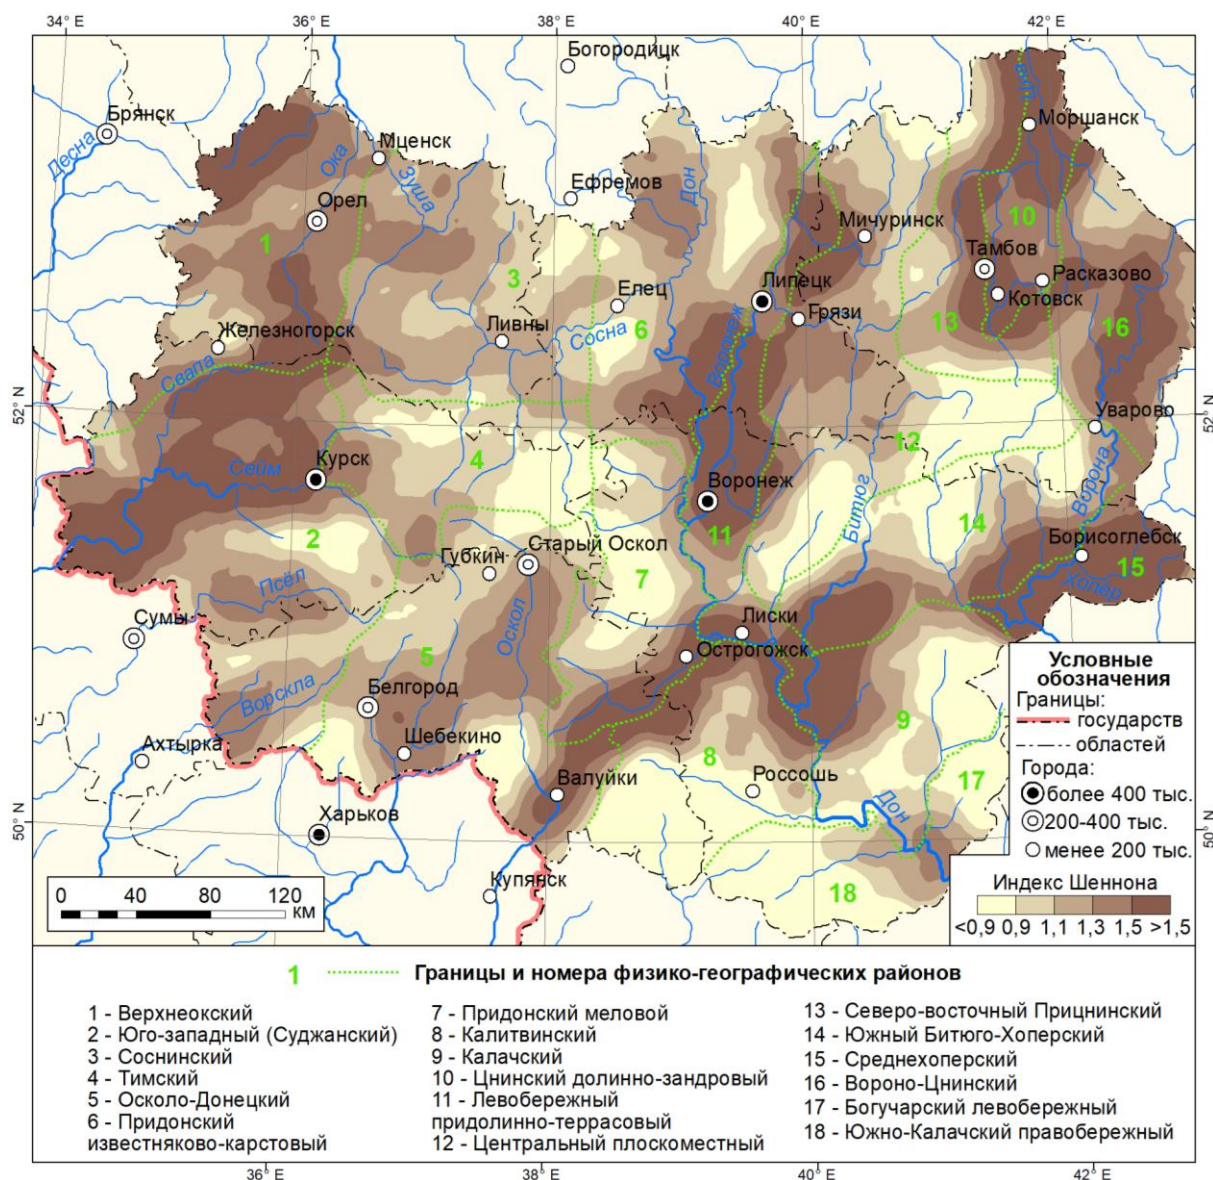 34° E 36° E 38° E 40° E 42° E
Богородицк
Брянск
Десна
Мценск
Моршанск
Цна
Ока
Зуша
Ефремов
Дон
Орел
Мичуринск
10
1
Тамбов
3
Липецк
Расказово
Елец
Котовск
Железногорск
Ливны
Сосна
6
Воронеж
Грязи
13
16
Свапа
52° N
52° N
Уварово
12
Курск
4
Сейм
Воронеж
Битюг
Ворона
14
2
11
Старый Оскол
Борисоглебск
Губкин
7
15
Псёл
Хопёр
Сумы
Оскол
Лиски
Острогожск
5
Белгород
Ворскла
9
Ахтырка
Шебекино
8
Валуйки
Россошь
17
Дон
50° N
50° N
Харьков
Купянск
18
Условные
обозначения
Границы:
государств
областей
Города:
более 400 тыс.
200-400 тыс.
менее 200 тыс.
Индекс Шеннона
<0,9 0,9 1,1 1,3 1,5 >1,5
0 40 80 120
км
1 Границы и номера физико-географических районов
1 - Верхнеокский
2 - Юго-западный (Суджанский)
3 - Соснинский
4 - Тимский
5 - Осколо-Донецкий
6 - Придонский
известняково-карстовый
7 - Придонский меловой
8 - Калитвинский
9 - Калачский
10 - Цнинский долинно-зандровый
11 - Левобережный
придолинно-террасовый
12 - Центральный плоскоместный
13 - Северо-восточный Прицнинский
14 - Южный Битюго-Хоперский
15 - Среднехоперский
16 - Вороно-Цнинский
17 - Богучарский левобережный
18 - Южно-Калачский правобережный
36° E 38° E 40° E 42° E